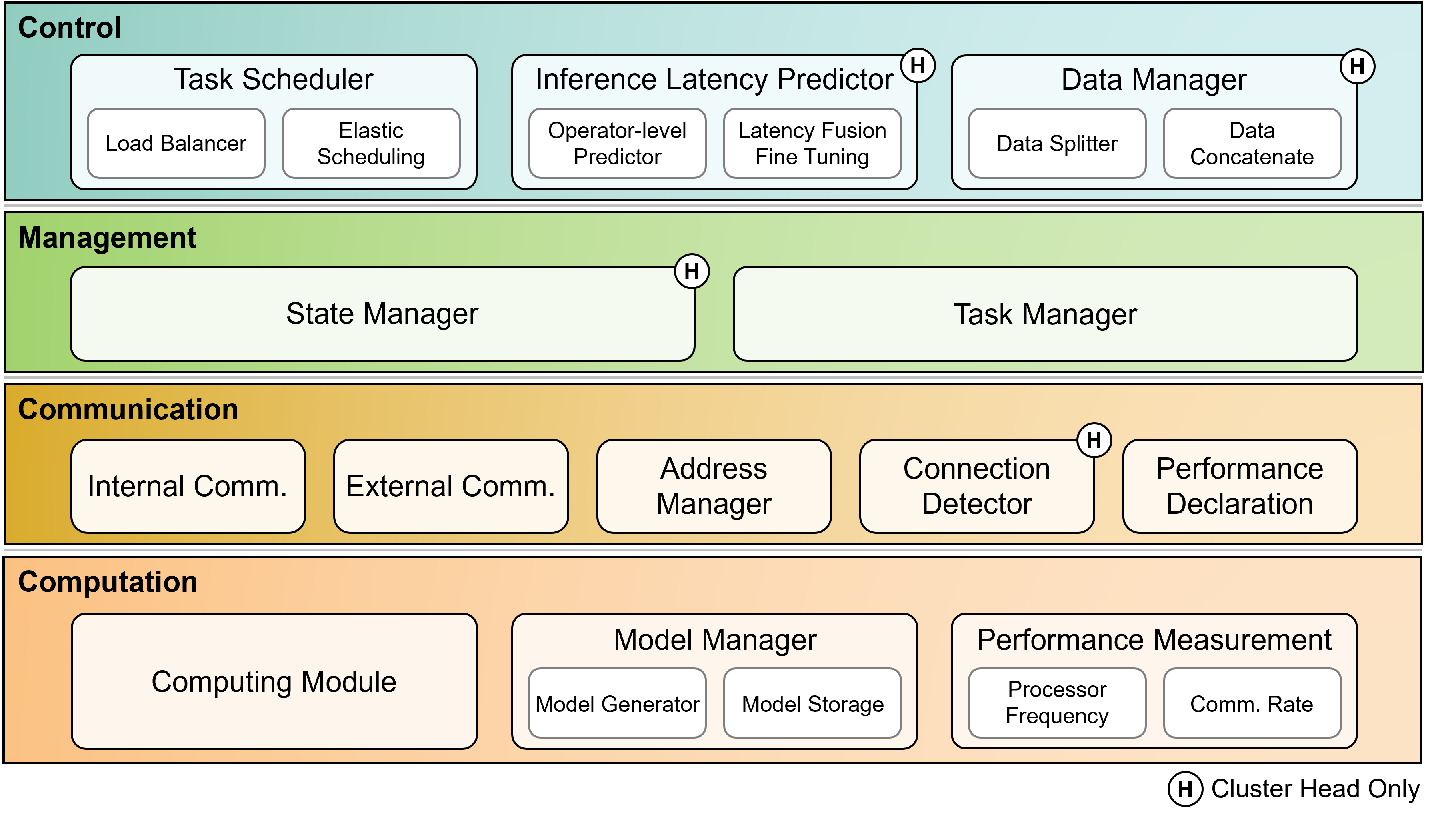 Control
Task Scheduler
Load Balancer
Elastic
Scheduling
Inference Latency Predictor
H
Operator-level
Predictor
Latency Fusion
Fine Tuning
Data Manager
H
Data Splitter
Data
Concatenate
Management
State Manager
H
Task Manager
Communication
Internal Comm.
External Comm.
Address
Manager
Connection
Detector
H
Performance
Declaration
Computation
Computing Module
Model Manager
Model Generator
Model Storage
Performance Measurement
Processor
Frequency
Comm. Rate
H Cluster Head Only